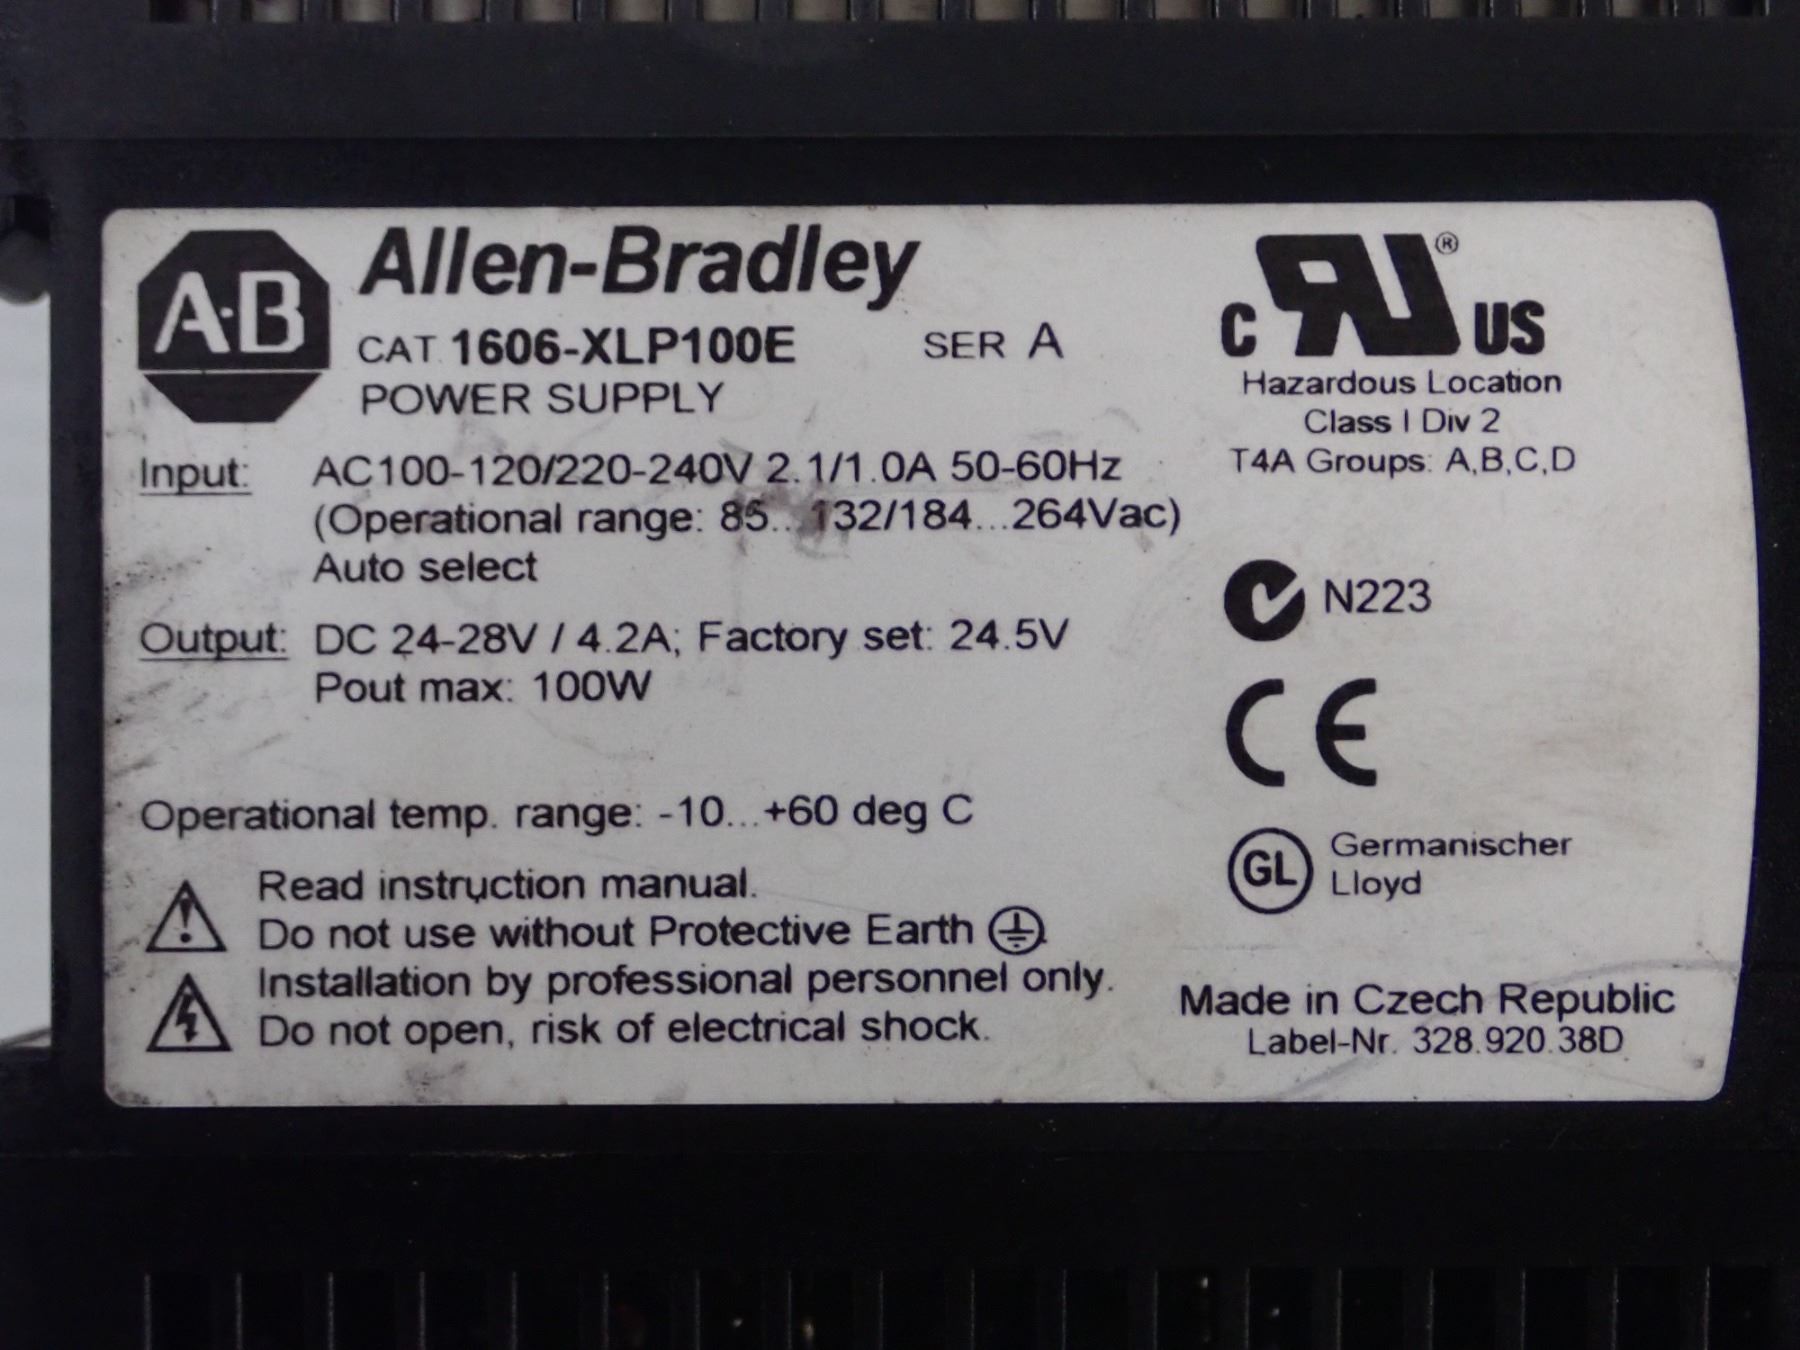 A·B Allen-Bradley
CAT 1606-XLP100E SER A
POWER SUPPLY
Input: AC100-120/220-240V 2.1/1.0A 50-60Hz
(Operational range: 85...132/184...264Vac)
Auto select
Output: DC 24-28V / 4.2A; Factory set: 24.5V
Pout max: 100W
Operational temp. range: -10...+60 deg C
Read instruction manual.
Do not use without Protective Earth
Installation by professional personnel only.
Do not open, risk of electrical shock.
C RU® US
Hazardous Location
Class I Div 2
T4A Groups: A,B,C,D
N223
CE
GL Germanischer
Lloyd
Made in Czech Republic
Label-Nr. 328.920.38D